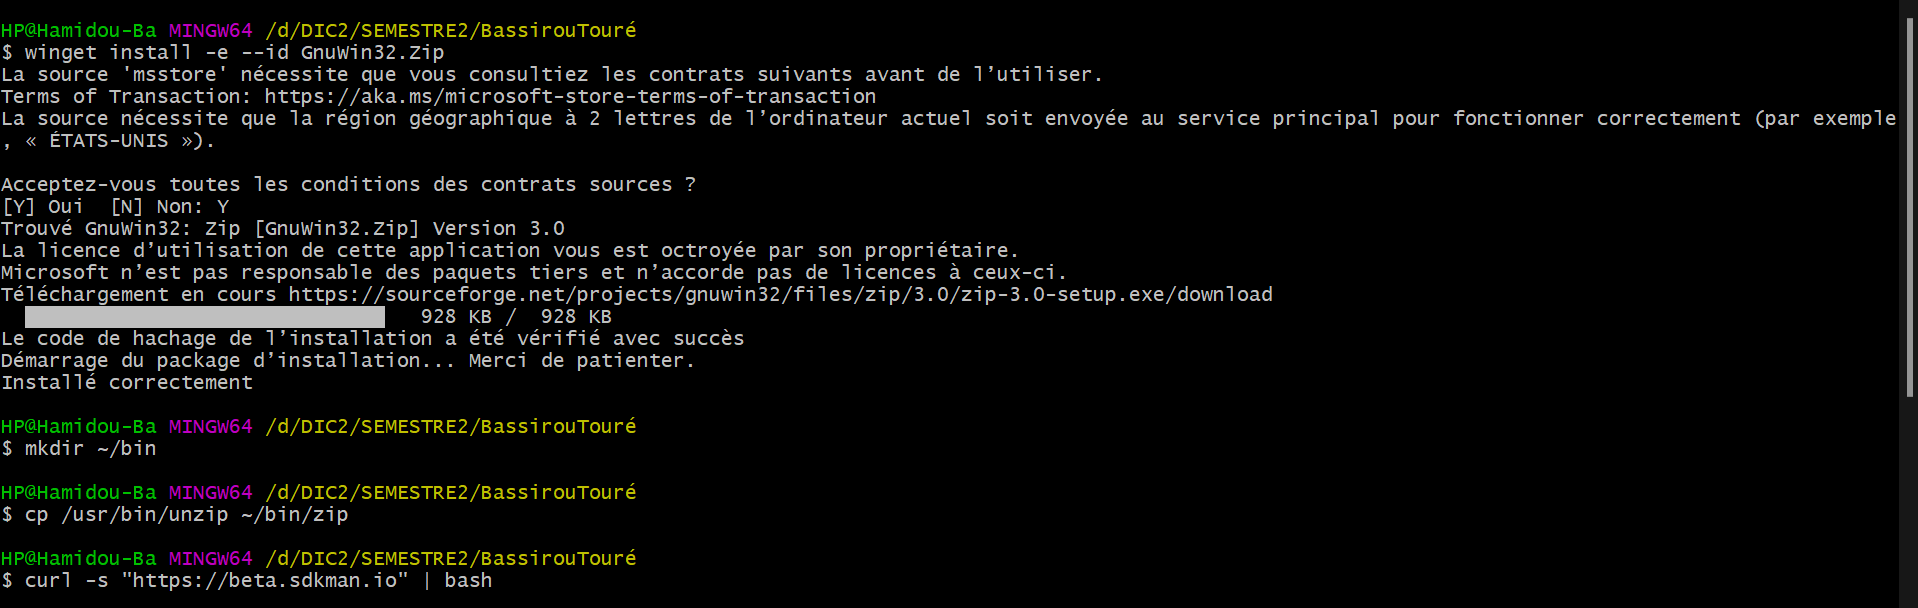 HP@Hamidou-Ba MINGW64 /d/DIC2/SEMESTRE2/BassirouTouré
$ winget install -e --id GnuWin32.Zip
La source 'msstore' nécessite que vous consultiez les contrats suivants avant de l’utiliser.
Terms of Transaction: https://aka.ms/microsoft-store-terms-of-transaction
La source nécessite que la région géographique à 2 lettres de l’ordinateur actuel soit envoyée au service principal pour fonctionner correctement (par exemple
, « ÉTATS-UNIS »).
Acceptez-vous toutes les conditions des contrats sources ?
[Y] Oui  [N] Non: Y
Trouvé GnuWin32: Zip [GnuWin32.Zip] Version 3.0
La licence d’utilisation de cette application vous est octroyée par son propriétaire.
Microsoft n’est pas responsable des paquets tiers et n’accorde pas de licences à ceux-ci.
Téléchargement en cours https://sourceforge.net/projects/gnuwin32/files/zip/3.0/zip-3.0-setup.exe/download
928 KB /  928 KB
Le code de hachage de l’installation a été vérifié avec succès
Démarrage du package d’installation... Merci de patienter.
Installé correctement
HP@Hamidou-Ba MINGW64 /d/DIC2/SEMESTRE2/BassirouTouré
$ mkdir ~/bin
HP@Hamidou-Ba MINGW64 /d/DIC2/SEMESTRE2/BassirouTouré
$ cp /usr/bin/unzip ~/bin/zip
HP@Hamidou-Ba MINGW64 /d/DIC2/SEMESTRE2/BassirouTouré
$ curl -s "https://beta.sdkman.io" | bash